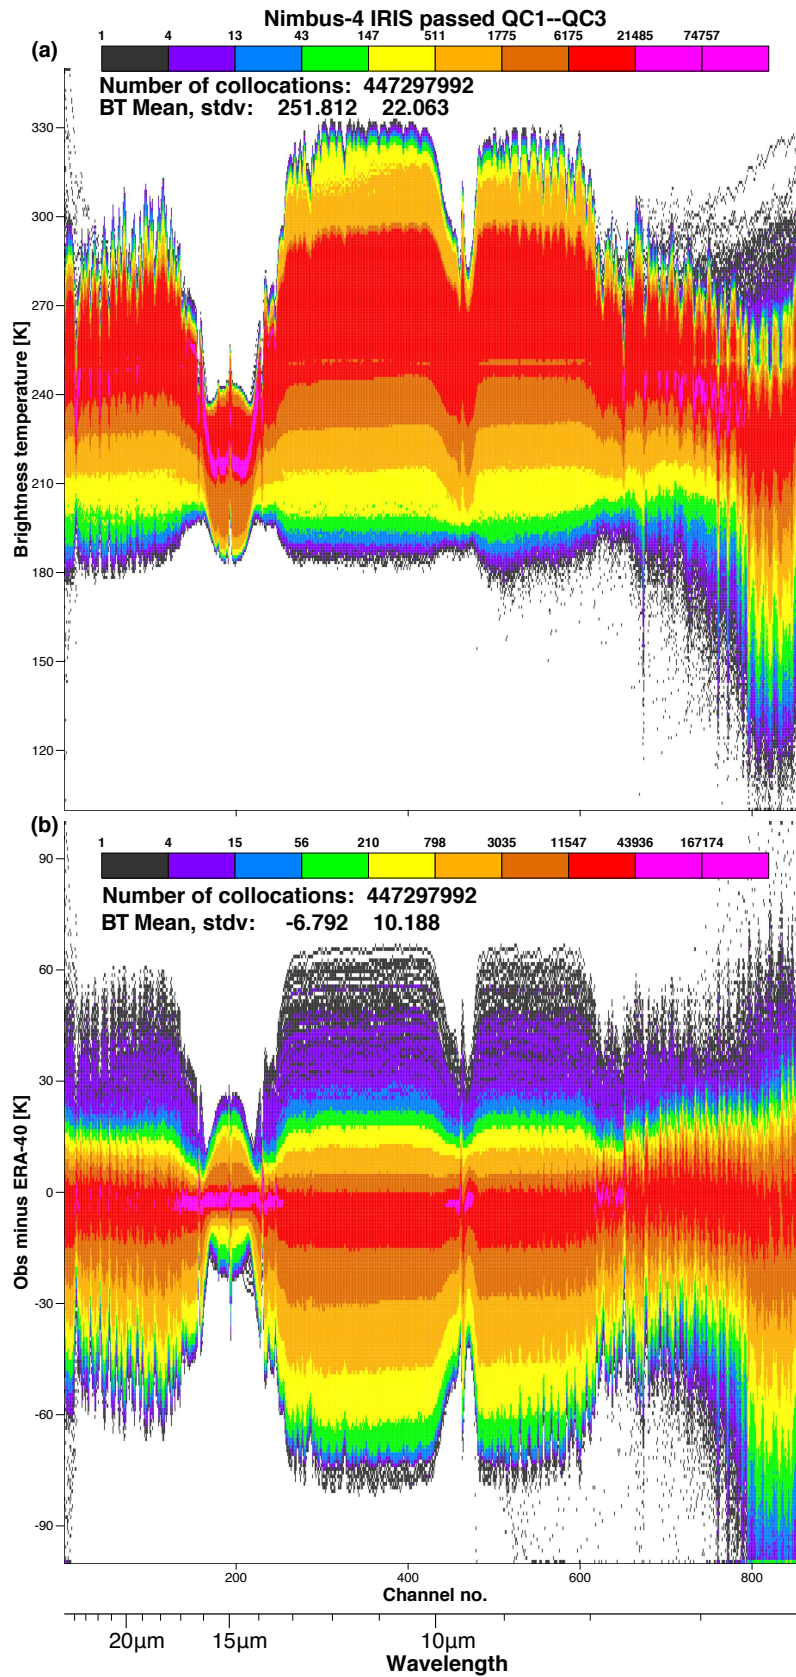 Nimbus-4 IRIS passed QC1--QC3
(a)
1 4 13 43 147 511 1775 6175 21485 74757
Number of collocations: 447297992
BT Mean, stdv: 251.812 22.063
330
300
270
240
210
180
150
120
Brightness temperature [K]
(b)
1 4 15 56 210 798 3035 11547 43936 167174
Number of collocations: 447297992
BT Mean, stdv: -6.792 10.188
90
60
30
0
-30
-60
-90
Obs minus ERA-40 [K]
200 400 600 800
Channel no.
20µm 15µm 10µm
Wavelength